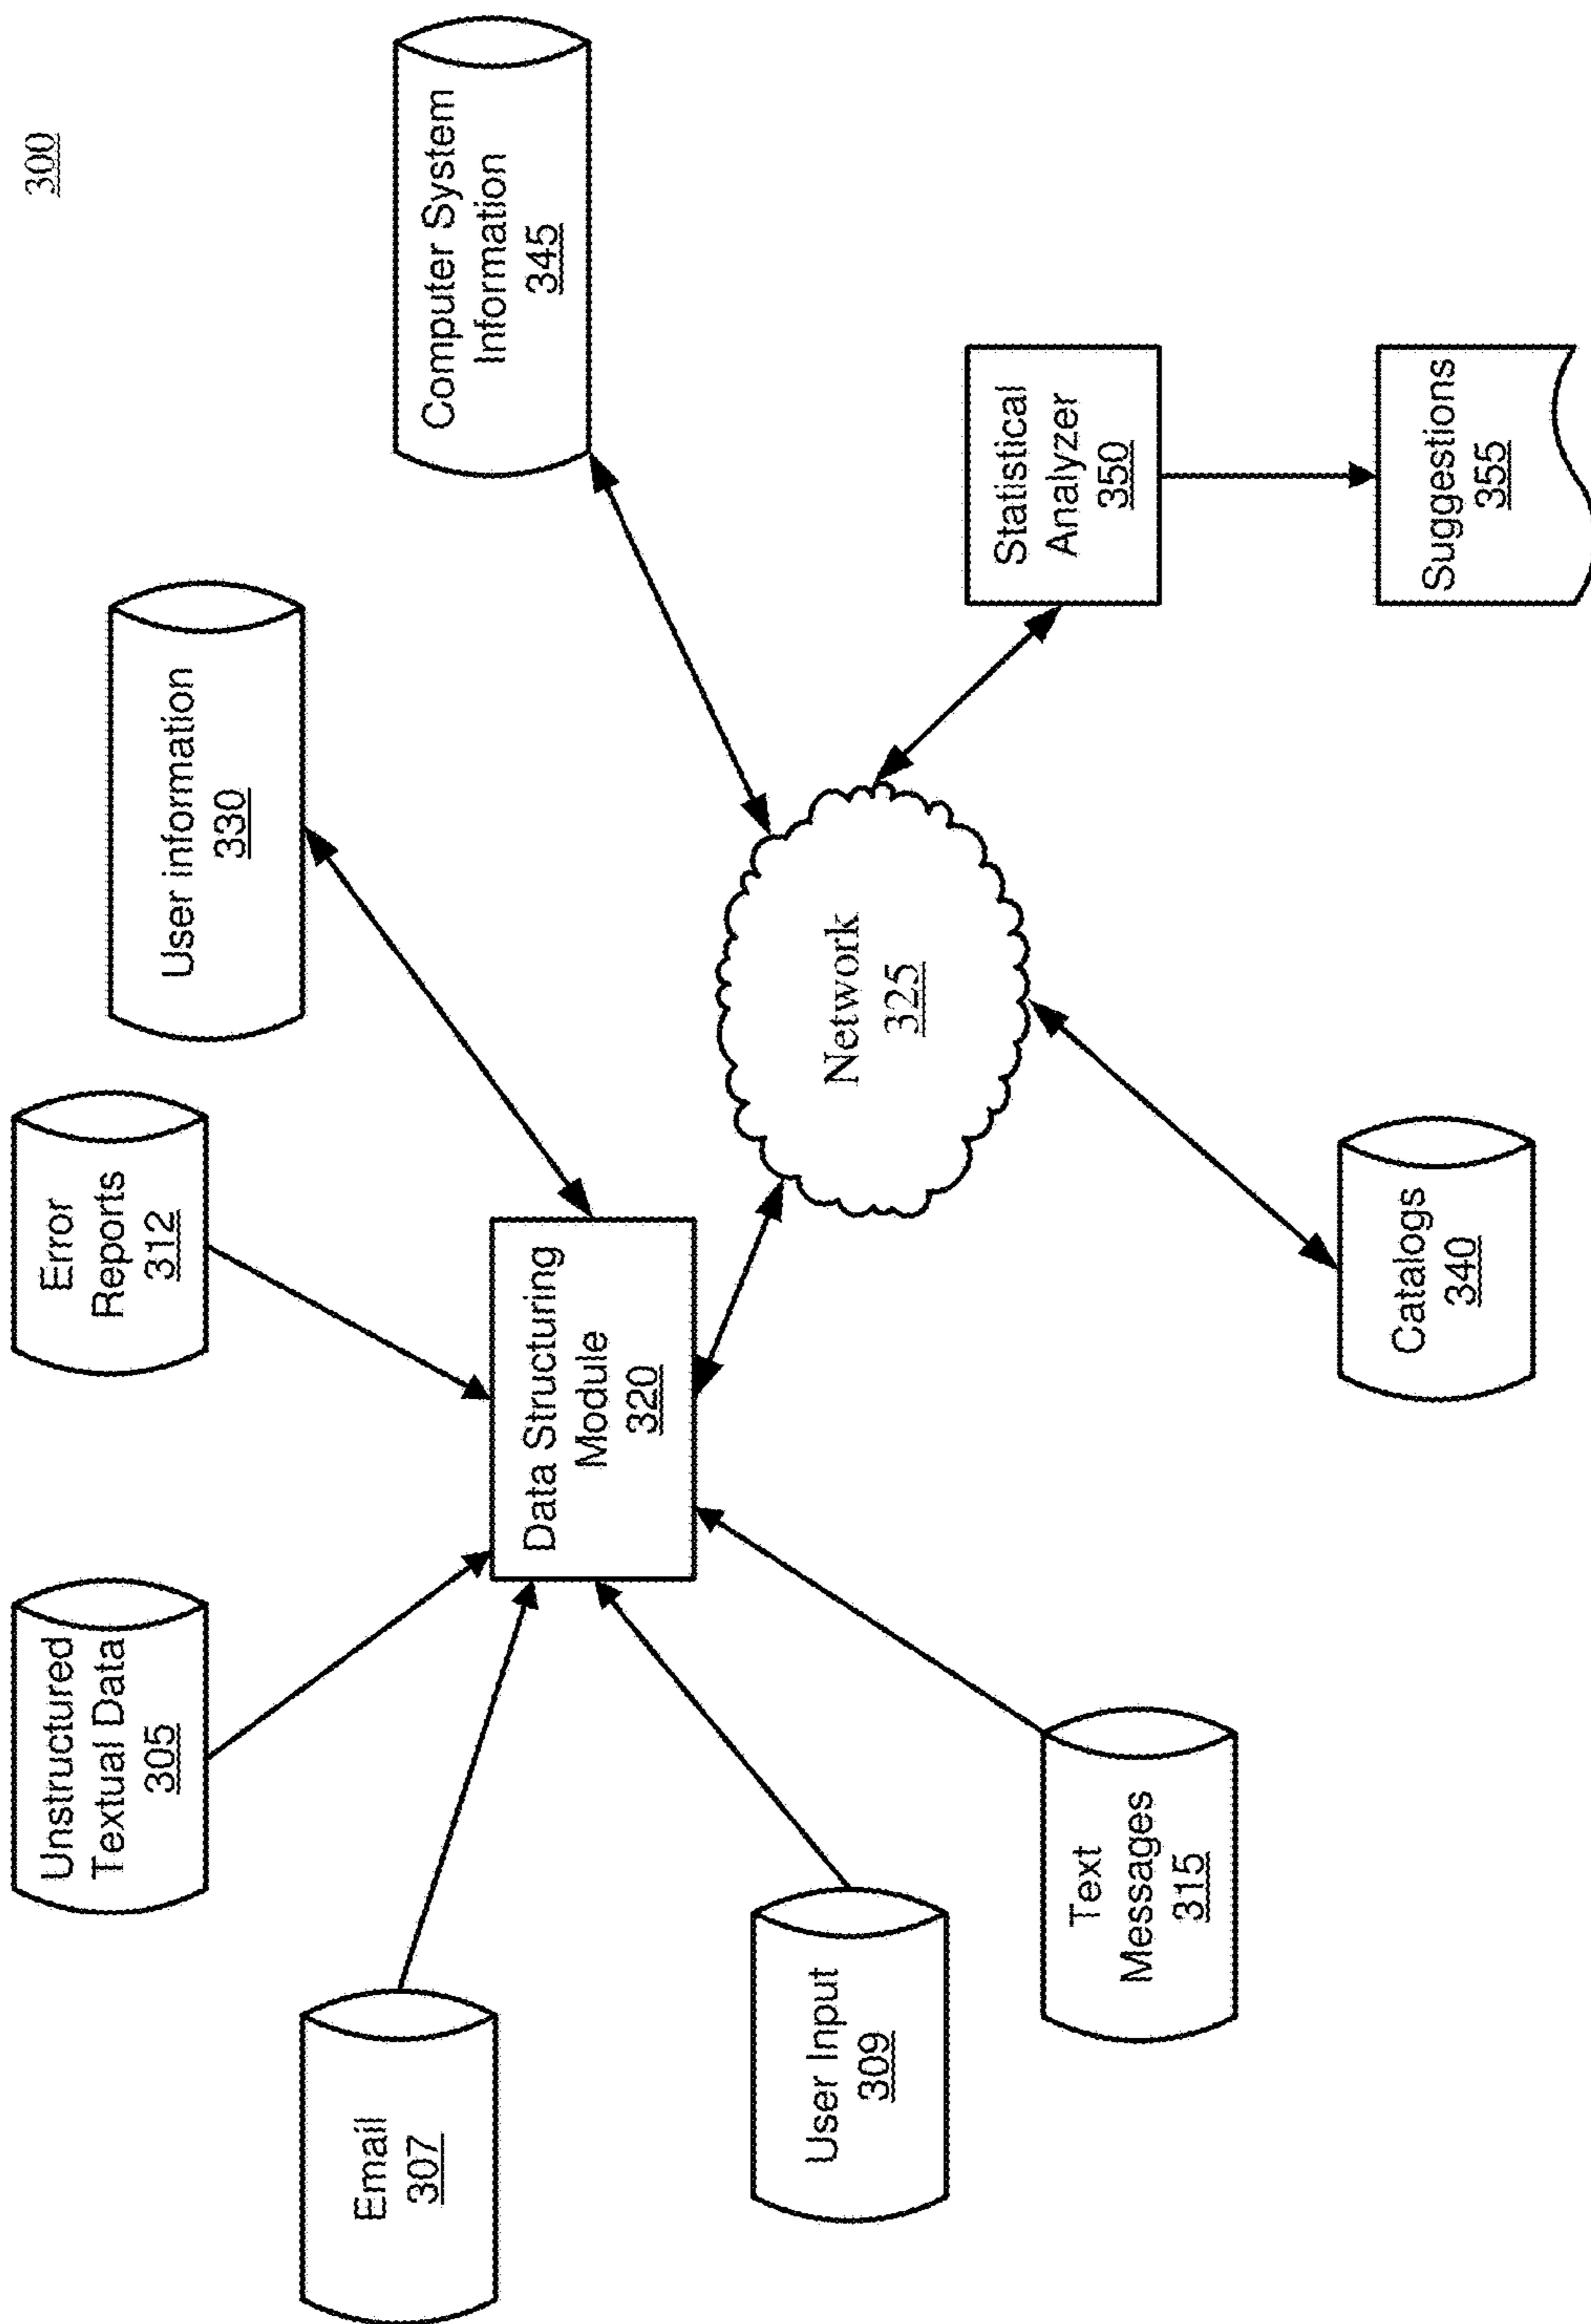 300
Unstructured
Textual Data
305
Error
Reports
312
User information
330
Computer System
Information
345
Email
307
Data Structuring
Module
320
User Input
309
Network
325
Text
Messages
315
Statistical
Analyzer
350
Catalogs
340
Suggestions
355